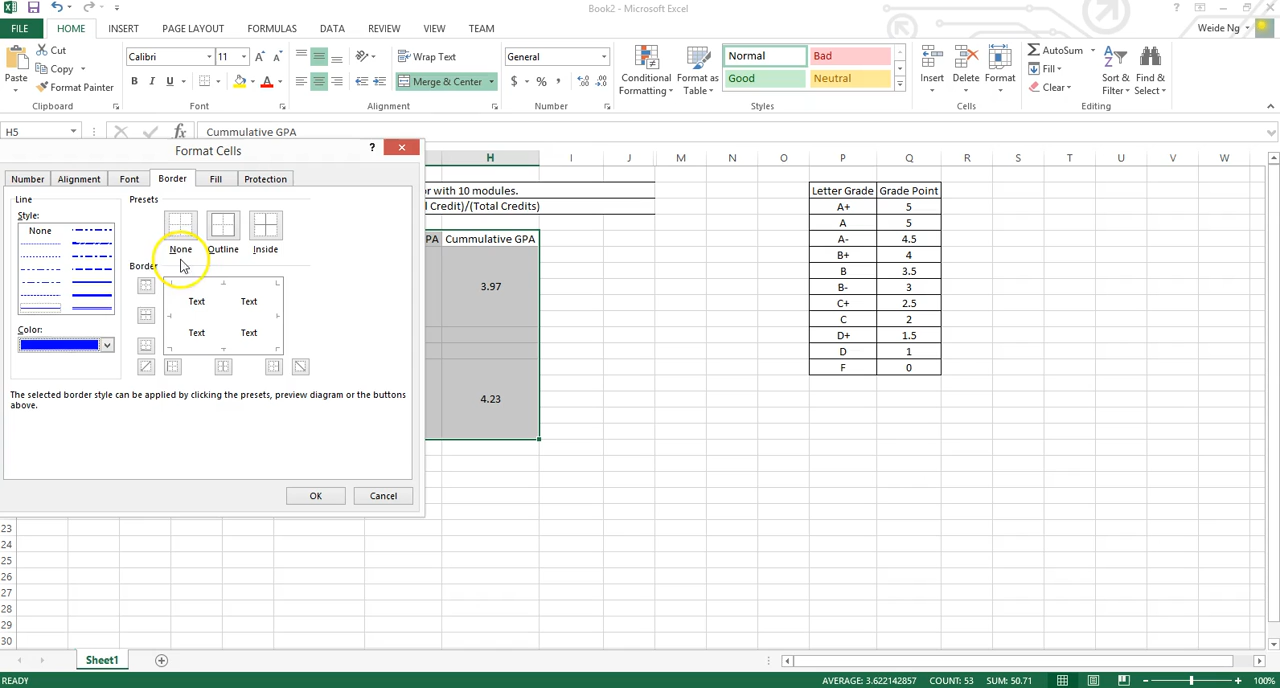 Book2 - Microsoft Excel
FILE HOME INSERT PAGE LAYOUT FORMULAS DATA REVIEW VIEW TEAM Weide Ng
Paste
Cut
Copy
Format Painter
Clipboard
Calibri 11
B I U A
Font
Wrap Text
Merge & Center
Alignment
General
$ % ,
Number
Conditional Formatting
Format as Table
Normal Bad
Good Neutral
Styles
Insert Delete Format
Cells
AutoSum
Fill
Clear
Sort & Filter
Find & Select
Editing
H5 fx Cummulative GPA
Format Cells
Number Alignment Font Border Fill Protection
Line
Style:
None
Color:
Presets
None Outline Inside
Border
Text Text
Text Text
The selected border style can be applied by clicking the presets, preview diagram or the buttons
above.
OK Cancel
H I J M N O P Q R S T U V W
or with 10 modules.
l Credit)/(Total Credits)
PA Cummulative GPA
3.97
4.23
Letter Grade Grade Point
A+ 5
A 5
A- 4.5
B+ 4
B 3.5
B- 3
C+ 2.5
C 2
D+ 1.5
D 1
F 0
23
24
25
26
27
28
29
30
Sheet1
READY AVERAGE: 3.622142857 COUNT: 53 SUM: 50.71 100%